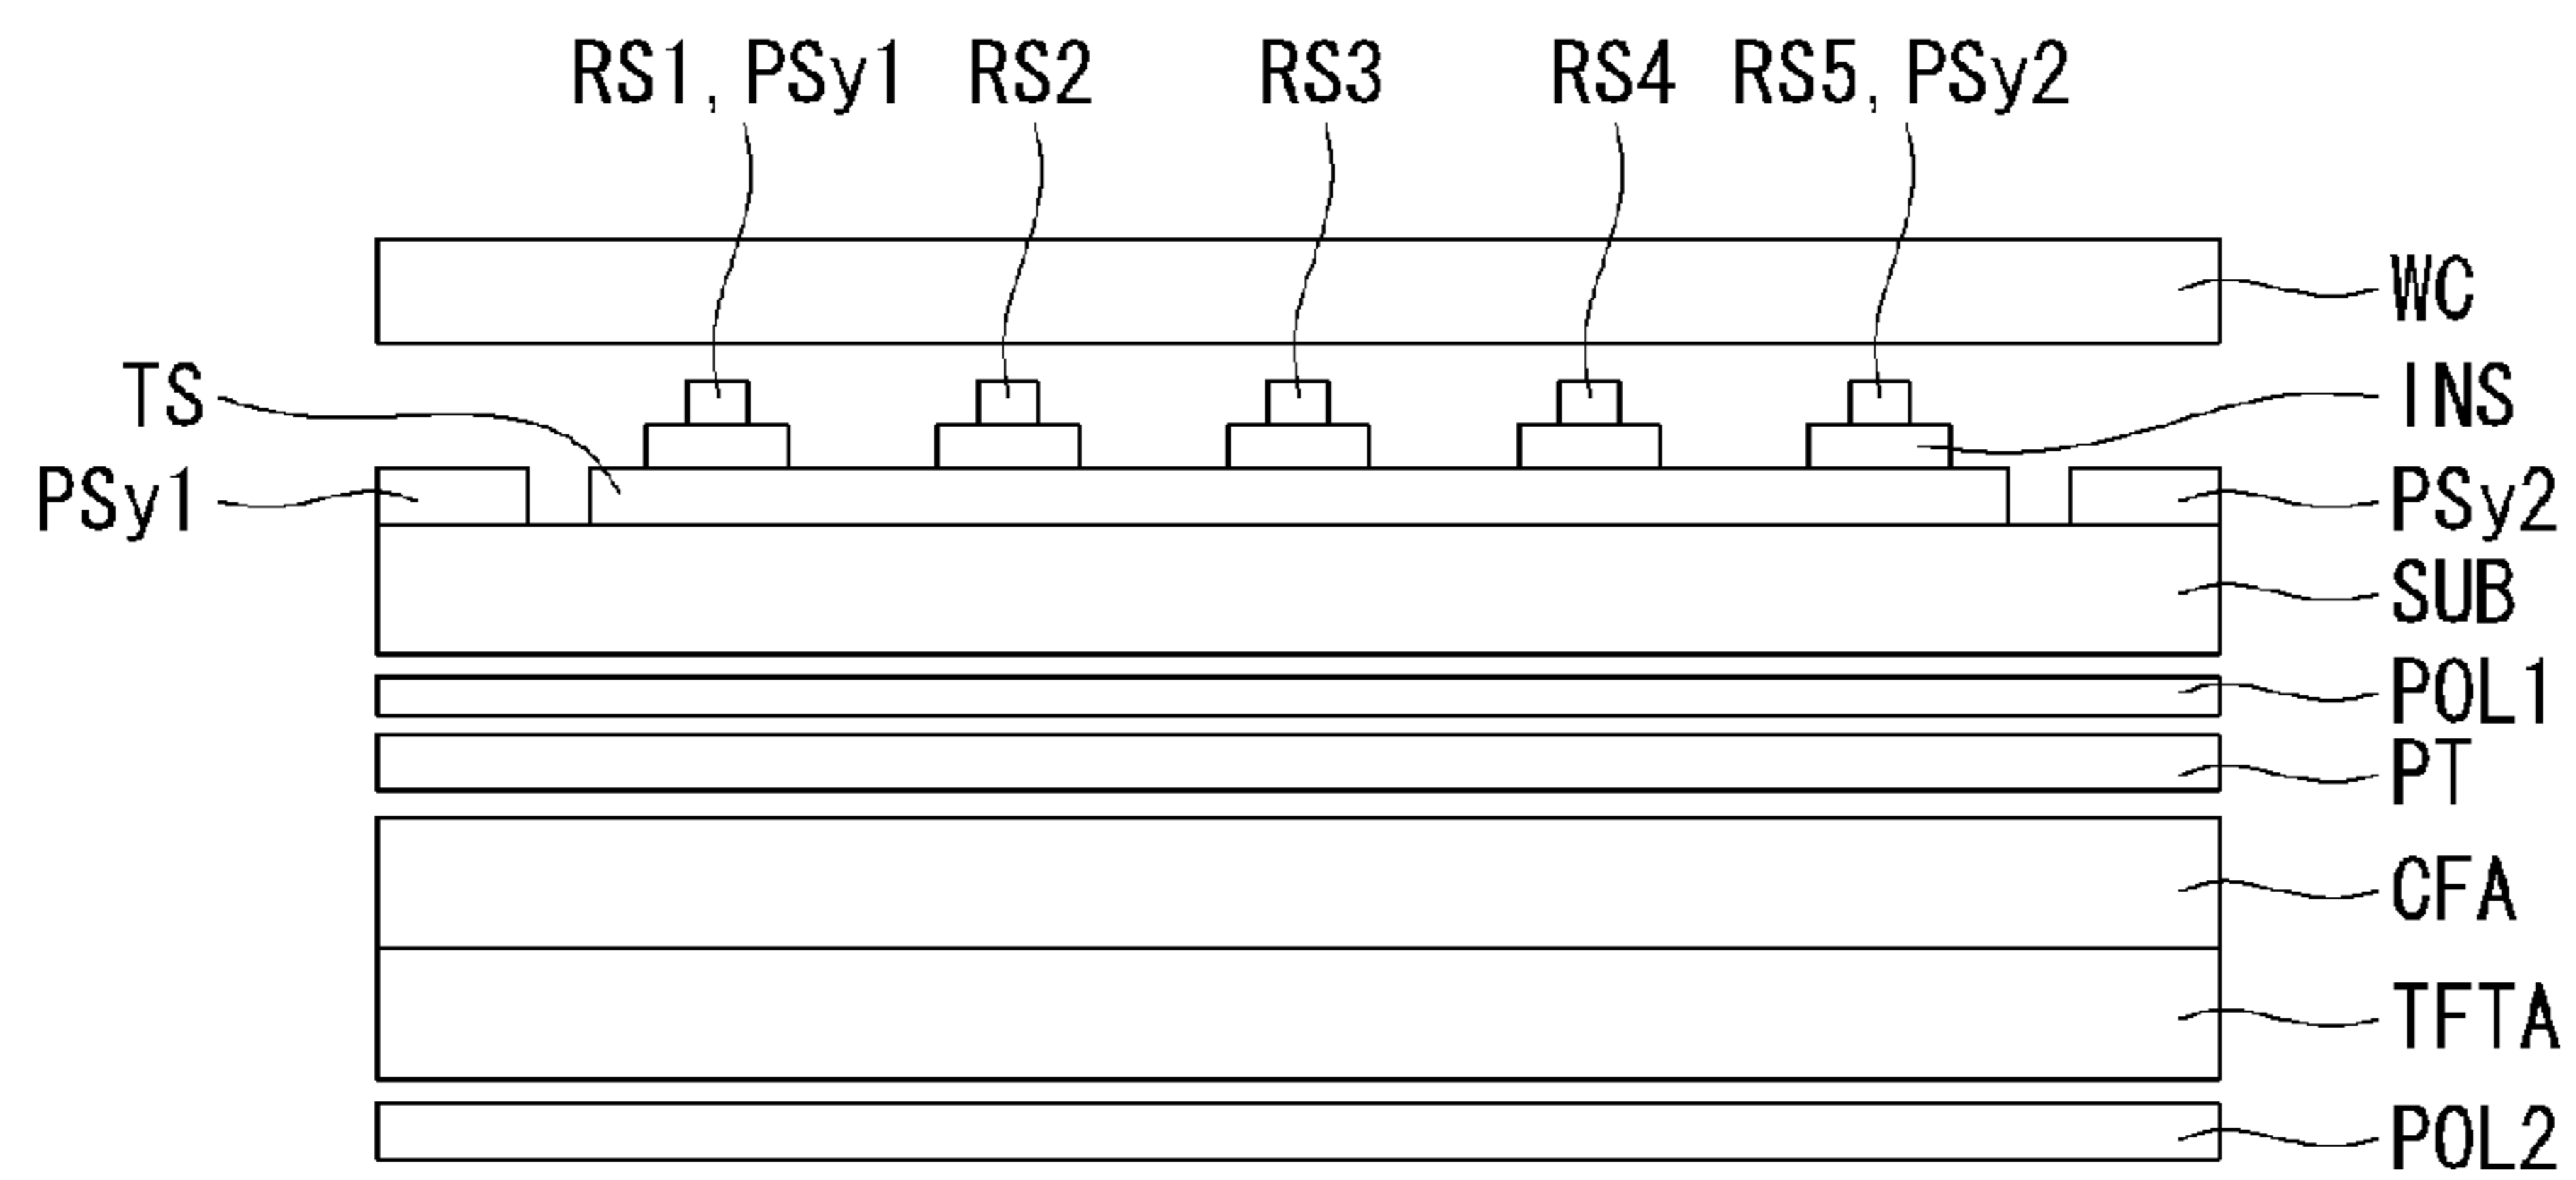 RS1, PSy1 RS2 RS3 RS4 RS5, PSy2
WC
TS INS
PSy1 PSy2
SUB
POL1
PT
CFA
TFTA
POL2